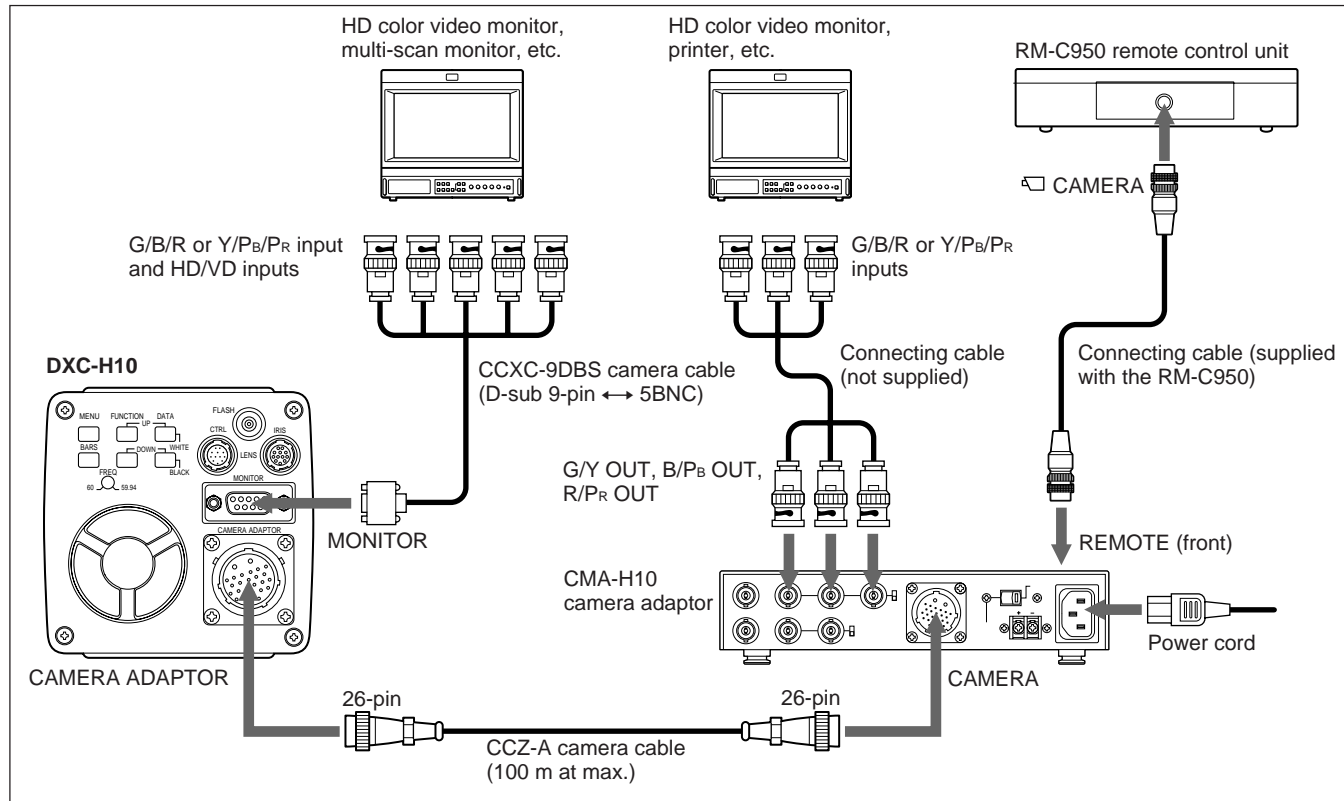 HD color video monitor,
multi-scan monitor, etc.
HD color video monitor,
printer, etc.
RM-C950 remote control unit
CAMERA
G/B/R or Y/PB/PR input
and HD/VD inputs
G/B/R or Y/PB/PR
inputs
DXC-H10
CCXC-9DBS camera cable
(D-sub 9-pin ↔ 5BNC)
Connecting cable
(not supplied)
Connecting cable (supplied
with the RM-C950)
MENU FUNCTION DATA
UP
FLASH
CTRL IRIS
LENS
BARS DOWN WHITE
BLACK
FREQ
60 59.94
MONITOR
CAMERA ADAPTOR
MONITOR
G/Y OUT, B/PB OUT,
R/PR OUT
REMOTE (front)
CMA-H10
camera adaptor
+ −
Power cord
CAMERA ADAPTOR
CAMERA
26-pin
26-pin
CCZ-A camera cable
(100 m at max.)